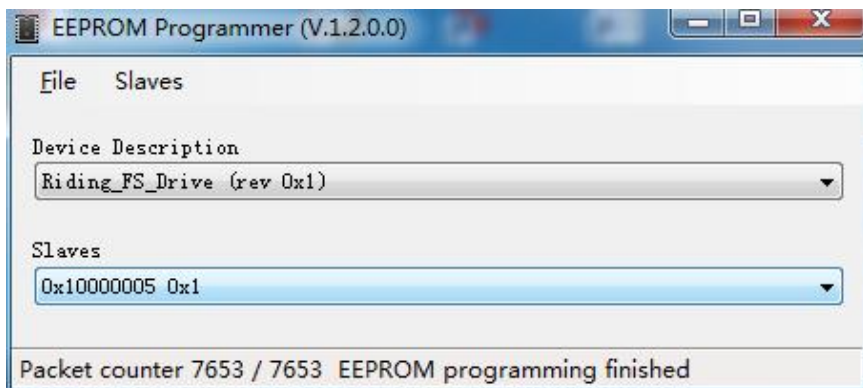 EEPROM Programmer (V.1.2.0.0)
File Slaves
Device Description
Riding_FS_Drive (rev 0x1)
Slaves
0x10000005 0x1
Packet counter 7653 / 7653 EEPROM programming finished